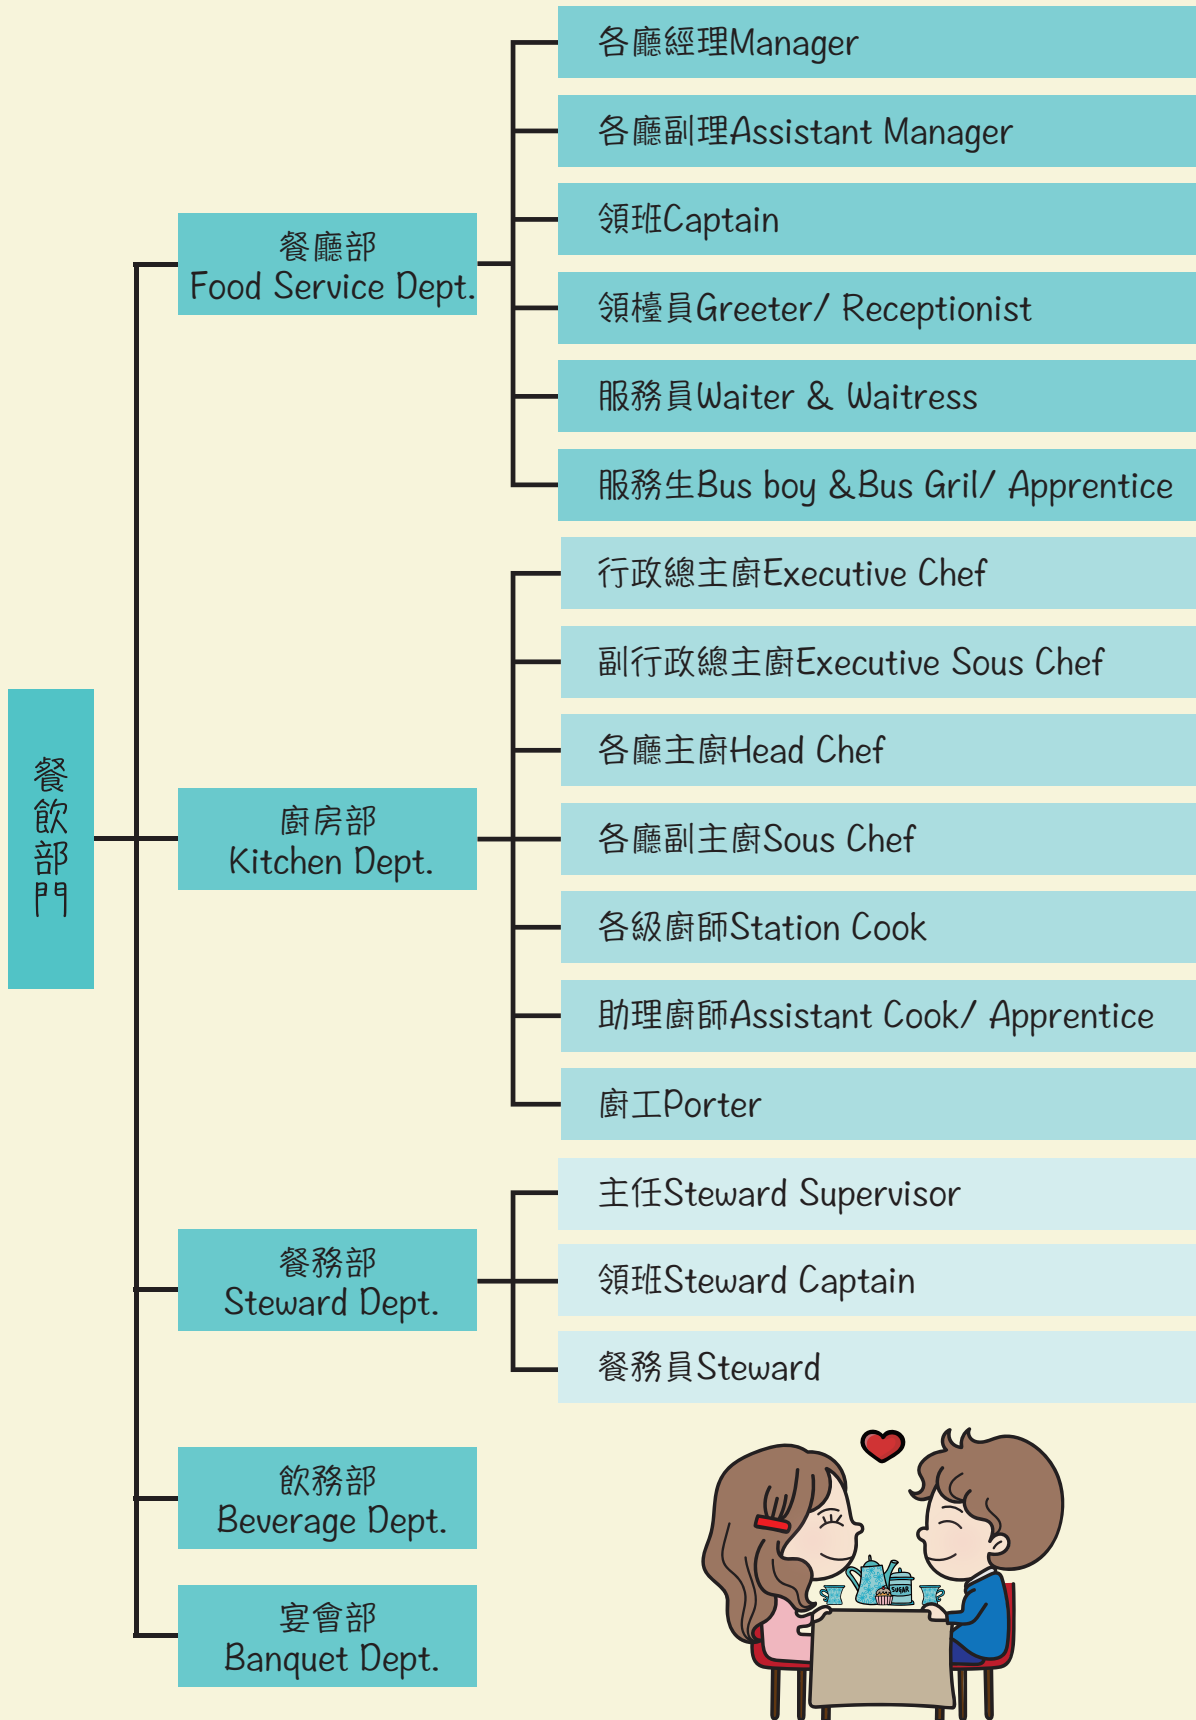 餐飲部門
餐廳部
Food Service Dept.
各廳經理Manager
各廳副理Assistant Manager
領班Captain
領檯員Greeter/ Receptionist
服務員Waiter & Waitress
服務生Bus boy &Bus Gril/ Apprentice
廚房部
Kitchen Dept.
行政總主廚Executive Chef
副行政總主廚Executive Sous Chef
各廳主廚Head Chef
各廳副主廚Sous Chef
各級廚師Station Cook
助理廚師Assistant Cook/ Apprentice
廚工Porter
餐務部
Steward Dept.
主任Steward Supervisor
領班Steward Captain
餐務員Steward
飲務部
Beverage Dept.
宴會部
Banquet Dept.
SUGAR